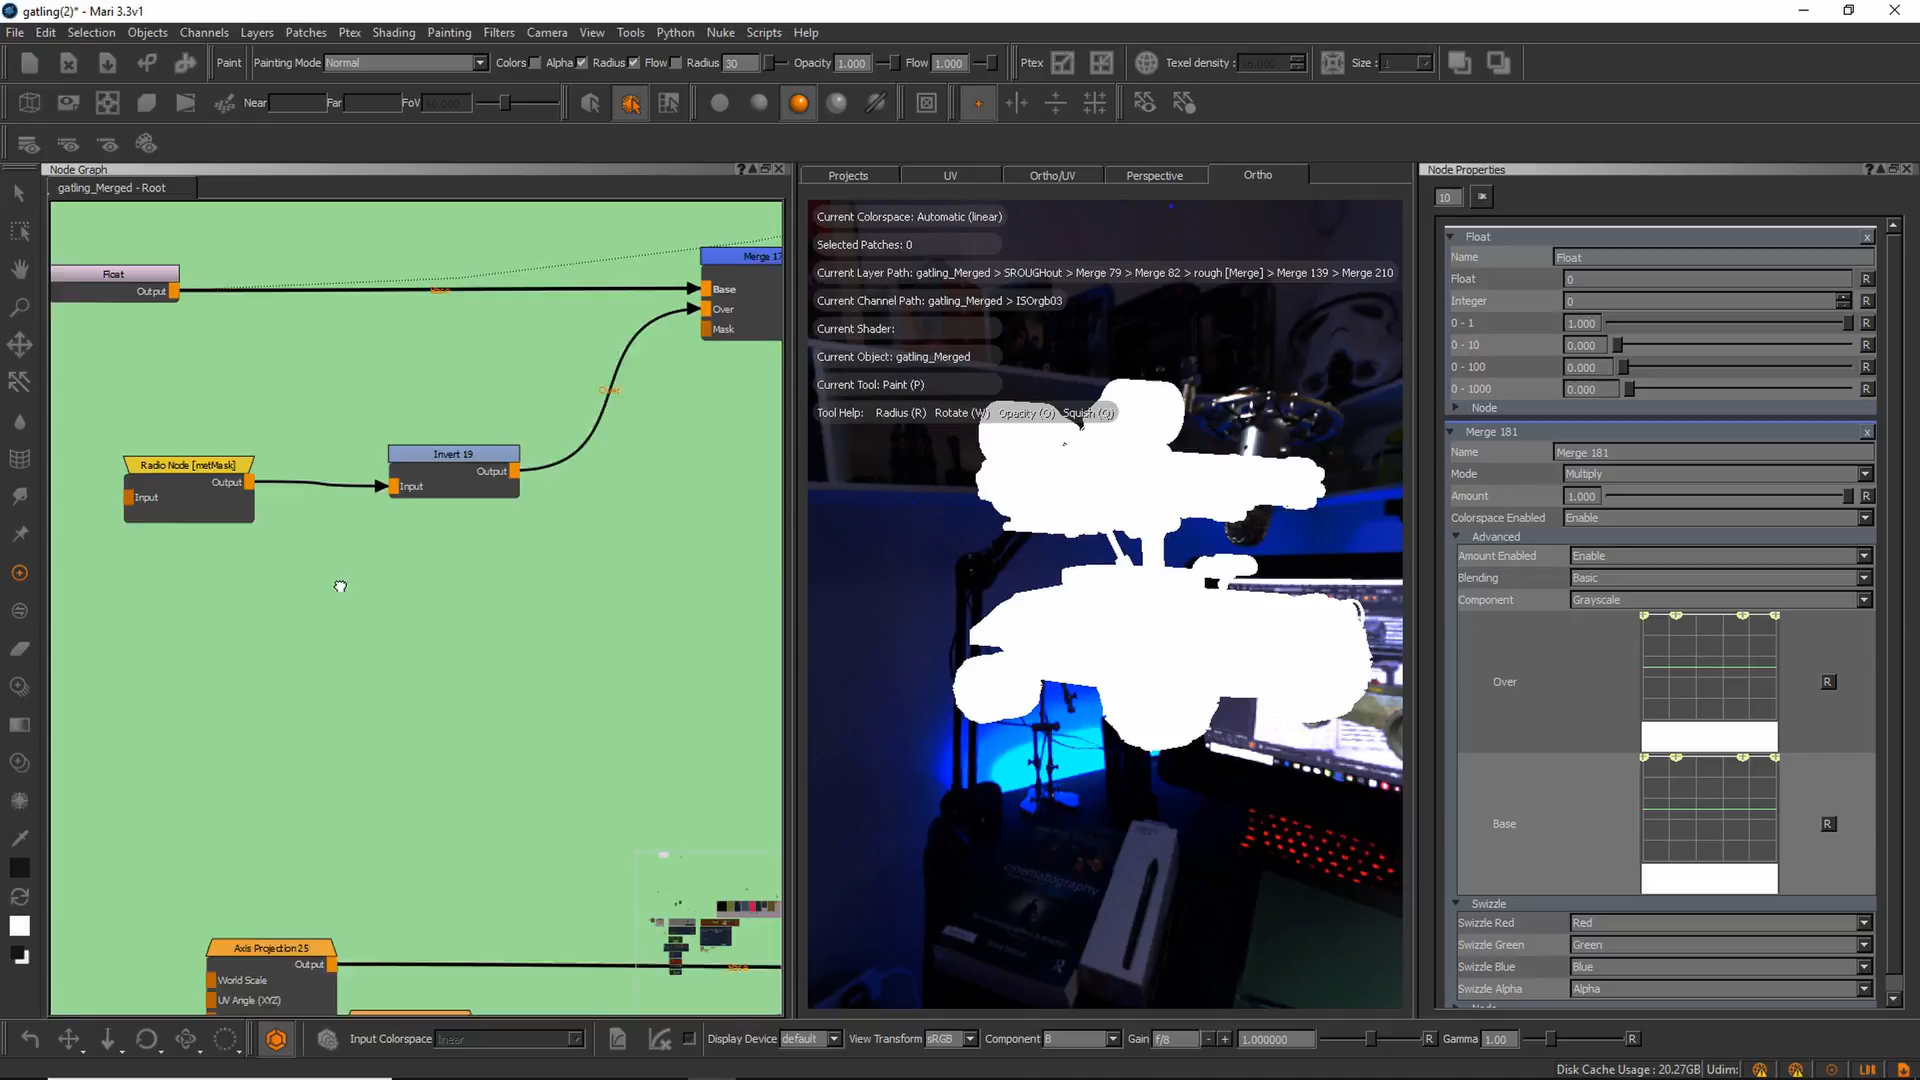 gatling(2)* - Mari 3.3v1
File Edit Selection Objects Channels Layers Patches Ptex Shading Painting Filters Camera View Tools Python Nuke Scripts Help
Paint Painting Mode Normal Colors Alpha Radius Flow Radius 30 Opacity 1.000 Flow 1.000 Ptex Texel density : Size : 1
Near Far FoV
Node Graph
gatling_Merged - Root
Float
Output
Base
Merge 17
Base
Over
Mask
Over
Radio Node [metMask]
Output
Input
Invert 19
Output
Input
Axis Projection 25
Output
World Scale
UV Angle (XYZ)
Projects UV Ortho/UV Perspective Ortho
Current Colorspace: Automatic (linear)
Selected Patches: 0
Current Layer Path: gatling_Merged > SROUGHout > Merge 79 > Merge 82 > rough [Merge] > Merge 139 > Merge 210
Current Channel Path: gatling_Merged > ISOrgb03
Current Shader:
Current Object: gatling_Merged
Current Tool: Paint (P)
Tool Help: Radius (R) Rotate (W) Opacity (O) Squish (Q)
cinematography
Node Properties
10
Float
Name Float
Float 0 R
Integer 0 R
0 - 1 1.000 R
0 - 10 0.000 R
0 - 100 0.000 R
0 - 1000 0.000 R
Node
Merge 181
Name Merge 181
Mode Multiply
Amount 1.000 R
Colorspace Enabled Enable
Advanced
Amount Enabled Enable
Blending Basic
Component Grayscale
Over R
Base R
Swizzle
Swizzle Red Red
Swizzle Green Green
Swizzle Blue Blue
Swizzle Alpha Alpha
Input Colorspace linear Display Device default View Transform sRGB Component B Gain f/8 - + 1.000000 R Gamma 1.00 R
Disk Cache Usage : 20.27GB Udim: LDR